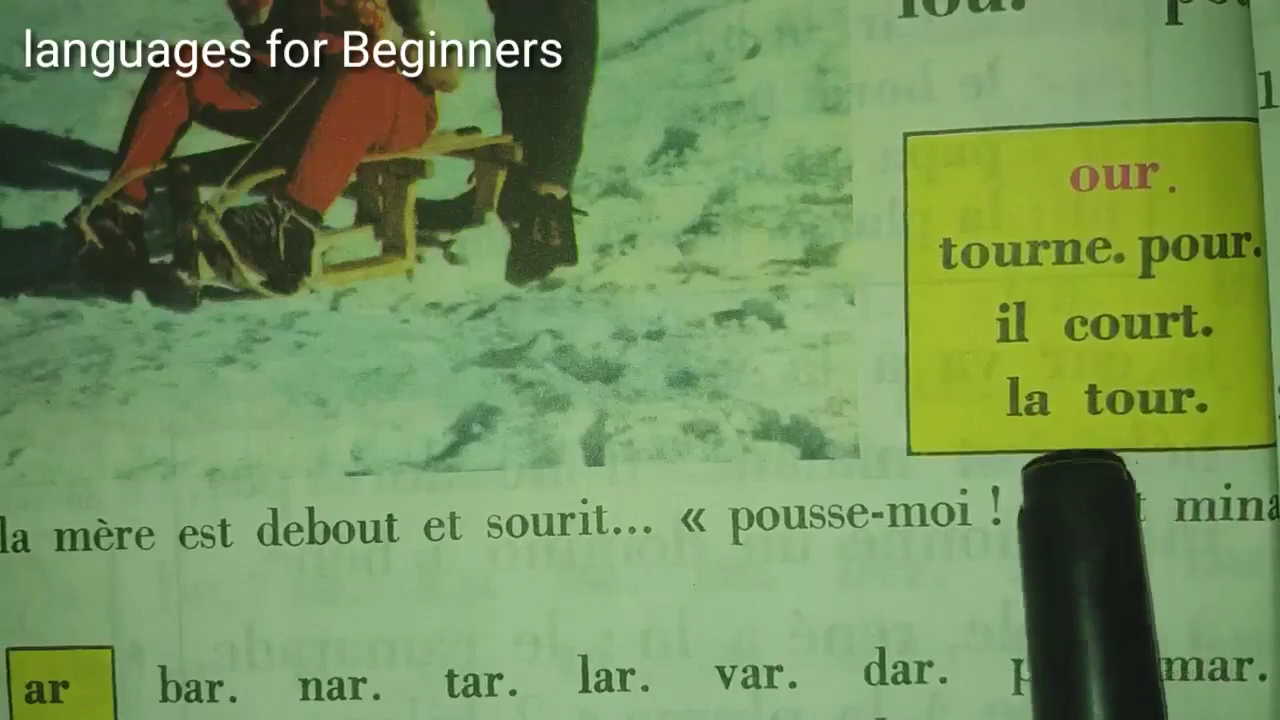 languages for Beginners
our.
tourne. pour.
il court.
la tour.
la mère est debout et sourit... « pousse-moi !
ar bar. nar. tar. lar. var. dar. mar.